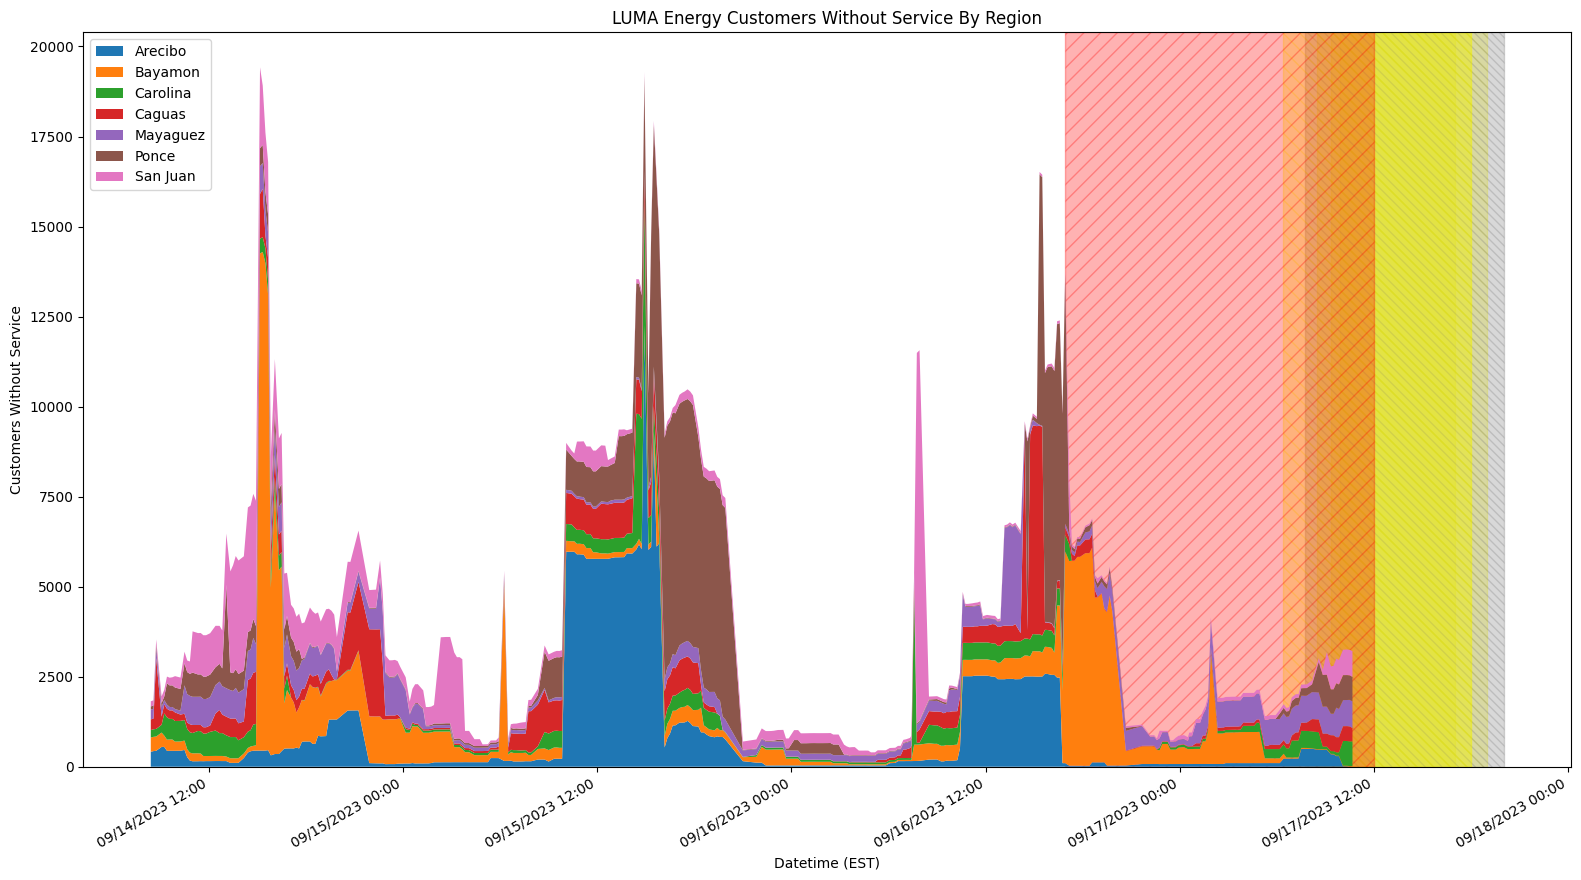 LUMA Energy Customers Without Service By Region
Arecibo
Bayamon
Carolina
Caguas
Mayaguez
Ponce
San Juan
20000
17500
15000
12500
10000
7500
5000
2500
0
Customers Without Service
09/14/2023 12:00
09/15/2023 00:00
09/15/2023 12:00
09/16/2023 00:00
09/16/2023 12:00
09/17/2023 00:00
09/17/2023 12:00
09/18/2023 00:00
Datetime (EST)